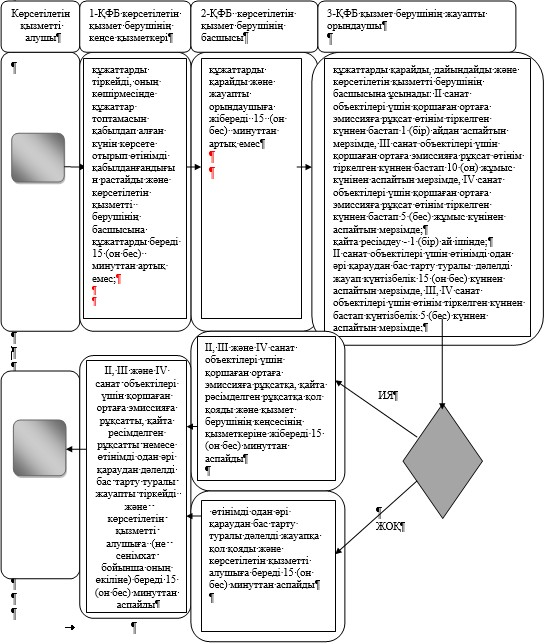 Көрсетілетін
қызметті
алушы¶
1-ҚФБ·көрсетілетін·
қызмет·берушінің·
кеңсе·қызметкері¶
2-ҚФБ··көрсетілетін·
қызмет·берушінің·
басшысы¶
3-ҚФБ·қызмет·берушінің·жауапты·
орындаушы¶
¶
¶
құжаттарды·
тіркейді,·оның·
көшірмесінде·
құжаттар·
топтамасын·
қабылдап·алған·
күнін·көрсете·
отырып·өтінімді·
қабылданғандығы
н·растайды·және·
көрсетілетін·
қызметті··
берушінің·
басшысына·
құжаттарды·береді·
15·(он·бес)··
минуттан·артық·
емес;¶
¶
¶
құжаттарды·
қарайды·және·
жауапты·
орындаушыға·
жібереді··15··(он·
бес)··минуттан·
артық·емес¶
¶
¶
құжаттарды·қарайды,·дайындайды·және·
көрсетілетін·қызметті·берушінің·
басшысына·ұсынады:·II·санат·
объектілері·үшін·қоршаған·ортаға·
эмиссияға·рұқсат·өтінім·тіркелген·
күннен·бастап·1·(бір)·айдан·аспайтын·
мерзімде,·III·санат·объектілері·үшін·
қоршаған·ортаға·эмиссияға·рұқсат·өтінім·
тіркелген·күннен·бастап·10·(он)·жұмыс·
күнінен·аспайтын·мерзімде,·IV·санат·
объектілері·үшін·қоршаған·ортаға·
эмиссияға·рұқсат·өтінім·тіркелген·
күннен·бастап·5·(бес)·жұмыс·күнінен·
аспайтын·мерзімде;¶
қайта·ресімдеу·-·1·(бір)·ай·ішінде;¶
II·санат·объектілері·үшін·өтінімді·одан·
әрі·қараудан·бас·тарту·туралы··дәлелді·
жауап·күнтізбелік·15·(он·бес)·күннен·
аспайтын·мерзімде,·III,·IV·санат·
объектілері·үшін·өтінім·тіркелген·күннен·
бастап·күнтізбелік·5·(бес)·күннен·
аспайтын·мерзімде;¶
¶
¶
¶
II,·III·және·IV·
санат·объектілері·
үшін·қоршаған·
ортаға·эмиссияға·
рұқсатты,·қайта·
ресімделген·
рұқсатты·немесе·
өтінімді·одан·әрі·
қараудан·дәлелді·
бас·тарту·туралы·
жауапты·тіркейді··
және··
көрсетілетін·
қызметті·
алушыға··(не··
сенімхат·
бойынша·оның·
өкіліне)·береді·15·
(он·бес)·минуттан·
аспайды¶
II,·III·және·IV·санат·
объектілері·үшін·
қоршаған·ортаға·
эмиссияға·рұқсатқа,·қайта·
ресімделген·рұқсатқа·қол·
қояды·және·қызмет·
берушінің·кеңсесінің·
қызметкеріне·жібереді·15·
(он·бес)·минуттан·
аспайды¶
¶
ИЯ¶
¶
ЖОҚ¶
өтінімді·одан·әрі·
қараудан·бас·тарту·
туралы·дәлелді·жауапқа·
қол·қояды·және·
көрсетілетін·қызметті·
алушыға·береді·15·(он·
бес)·минуттан·аспайды¶
¶
¶
¶
¶
→ ¶